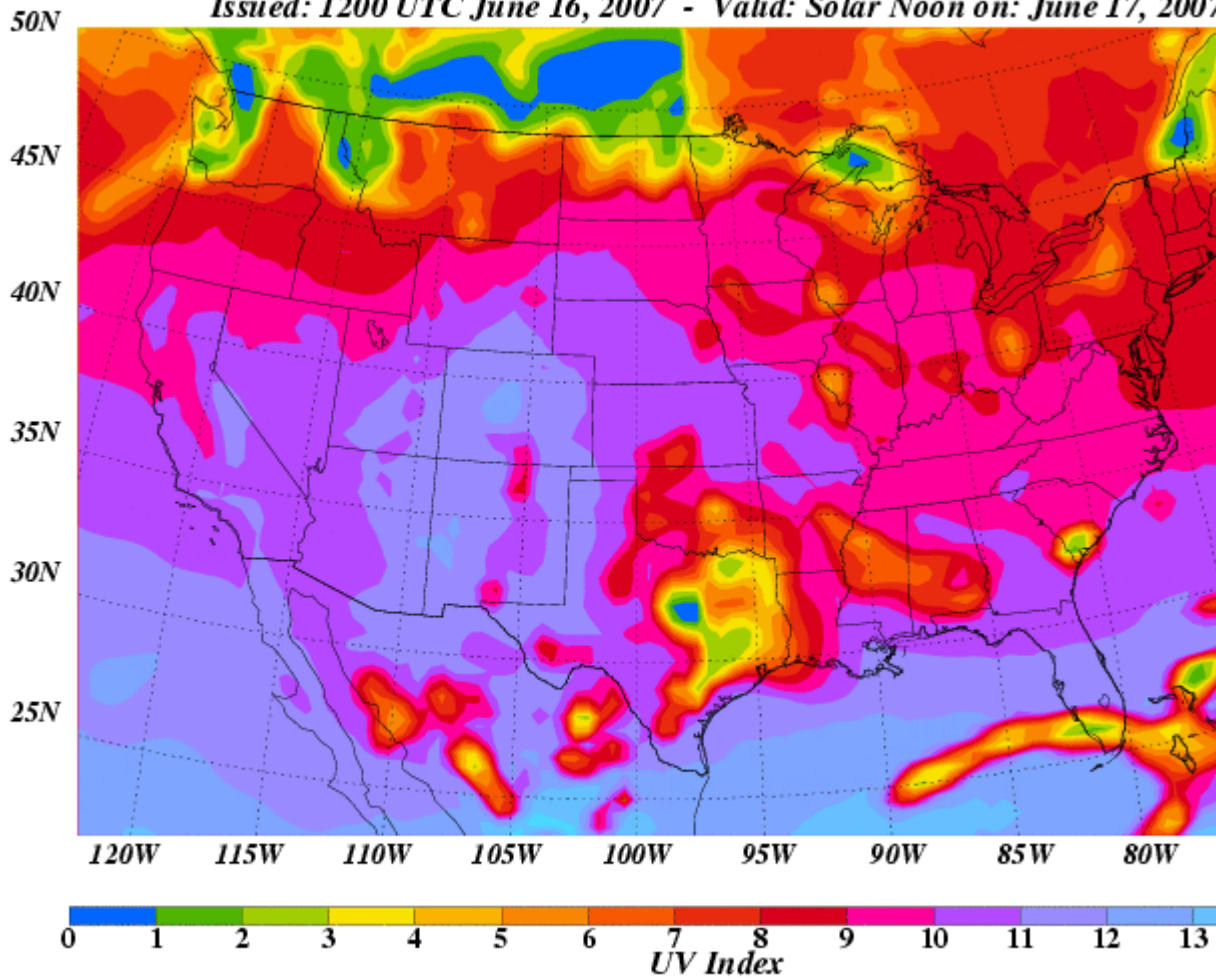 Issued: 1200 UTC June 16, 2007 - Valid: Solar Noon on: June 17, 2007
50N
45N
40N
35N
30N
25N
120W 115W 110W 105W 100W 95W 90W 85W 80W
0 1 2 3 4 5 6 7 8 9 10 11 12 13
UV Index